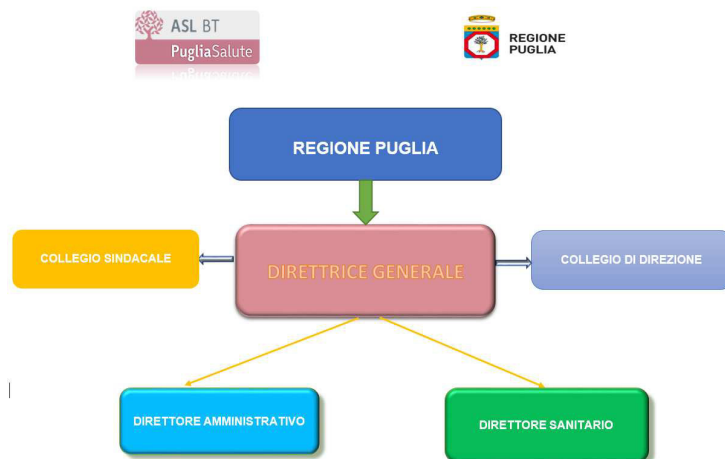 ASL BT
PugliaSalute
REGIONE
PUGLIA
REGIONE PUGLIA
COLLEGIO SINDACALE
DIRETTRICE GENERALE
COLLEGIO DI DIREZIONE
DIRETTORE AMMINISTRATIVO
DIRETTORE SANITARIO